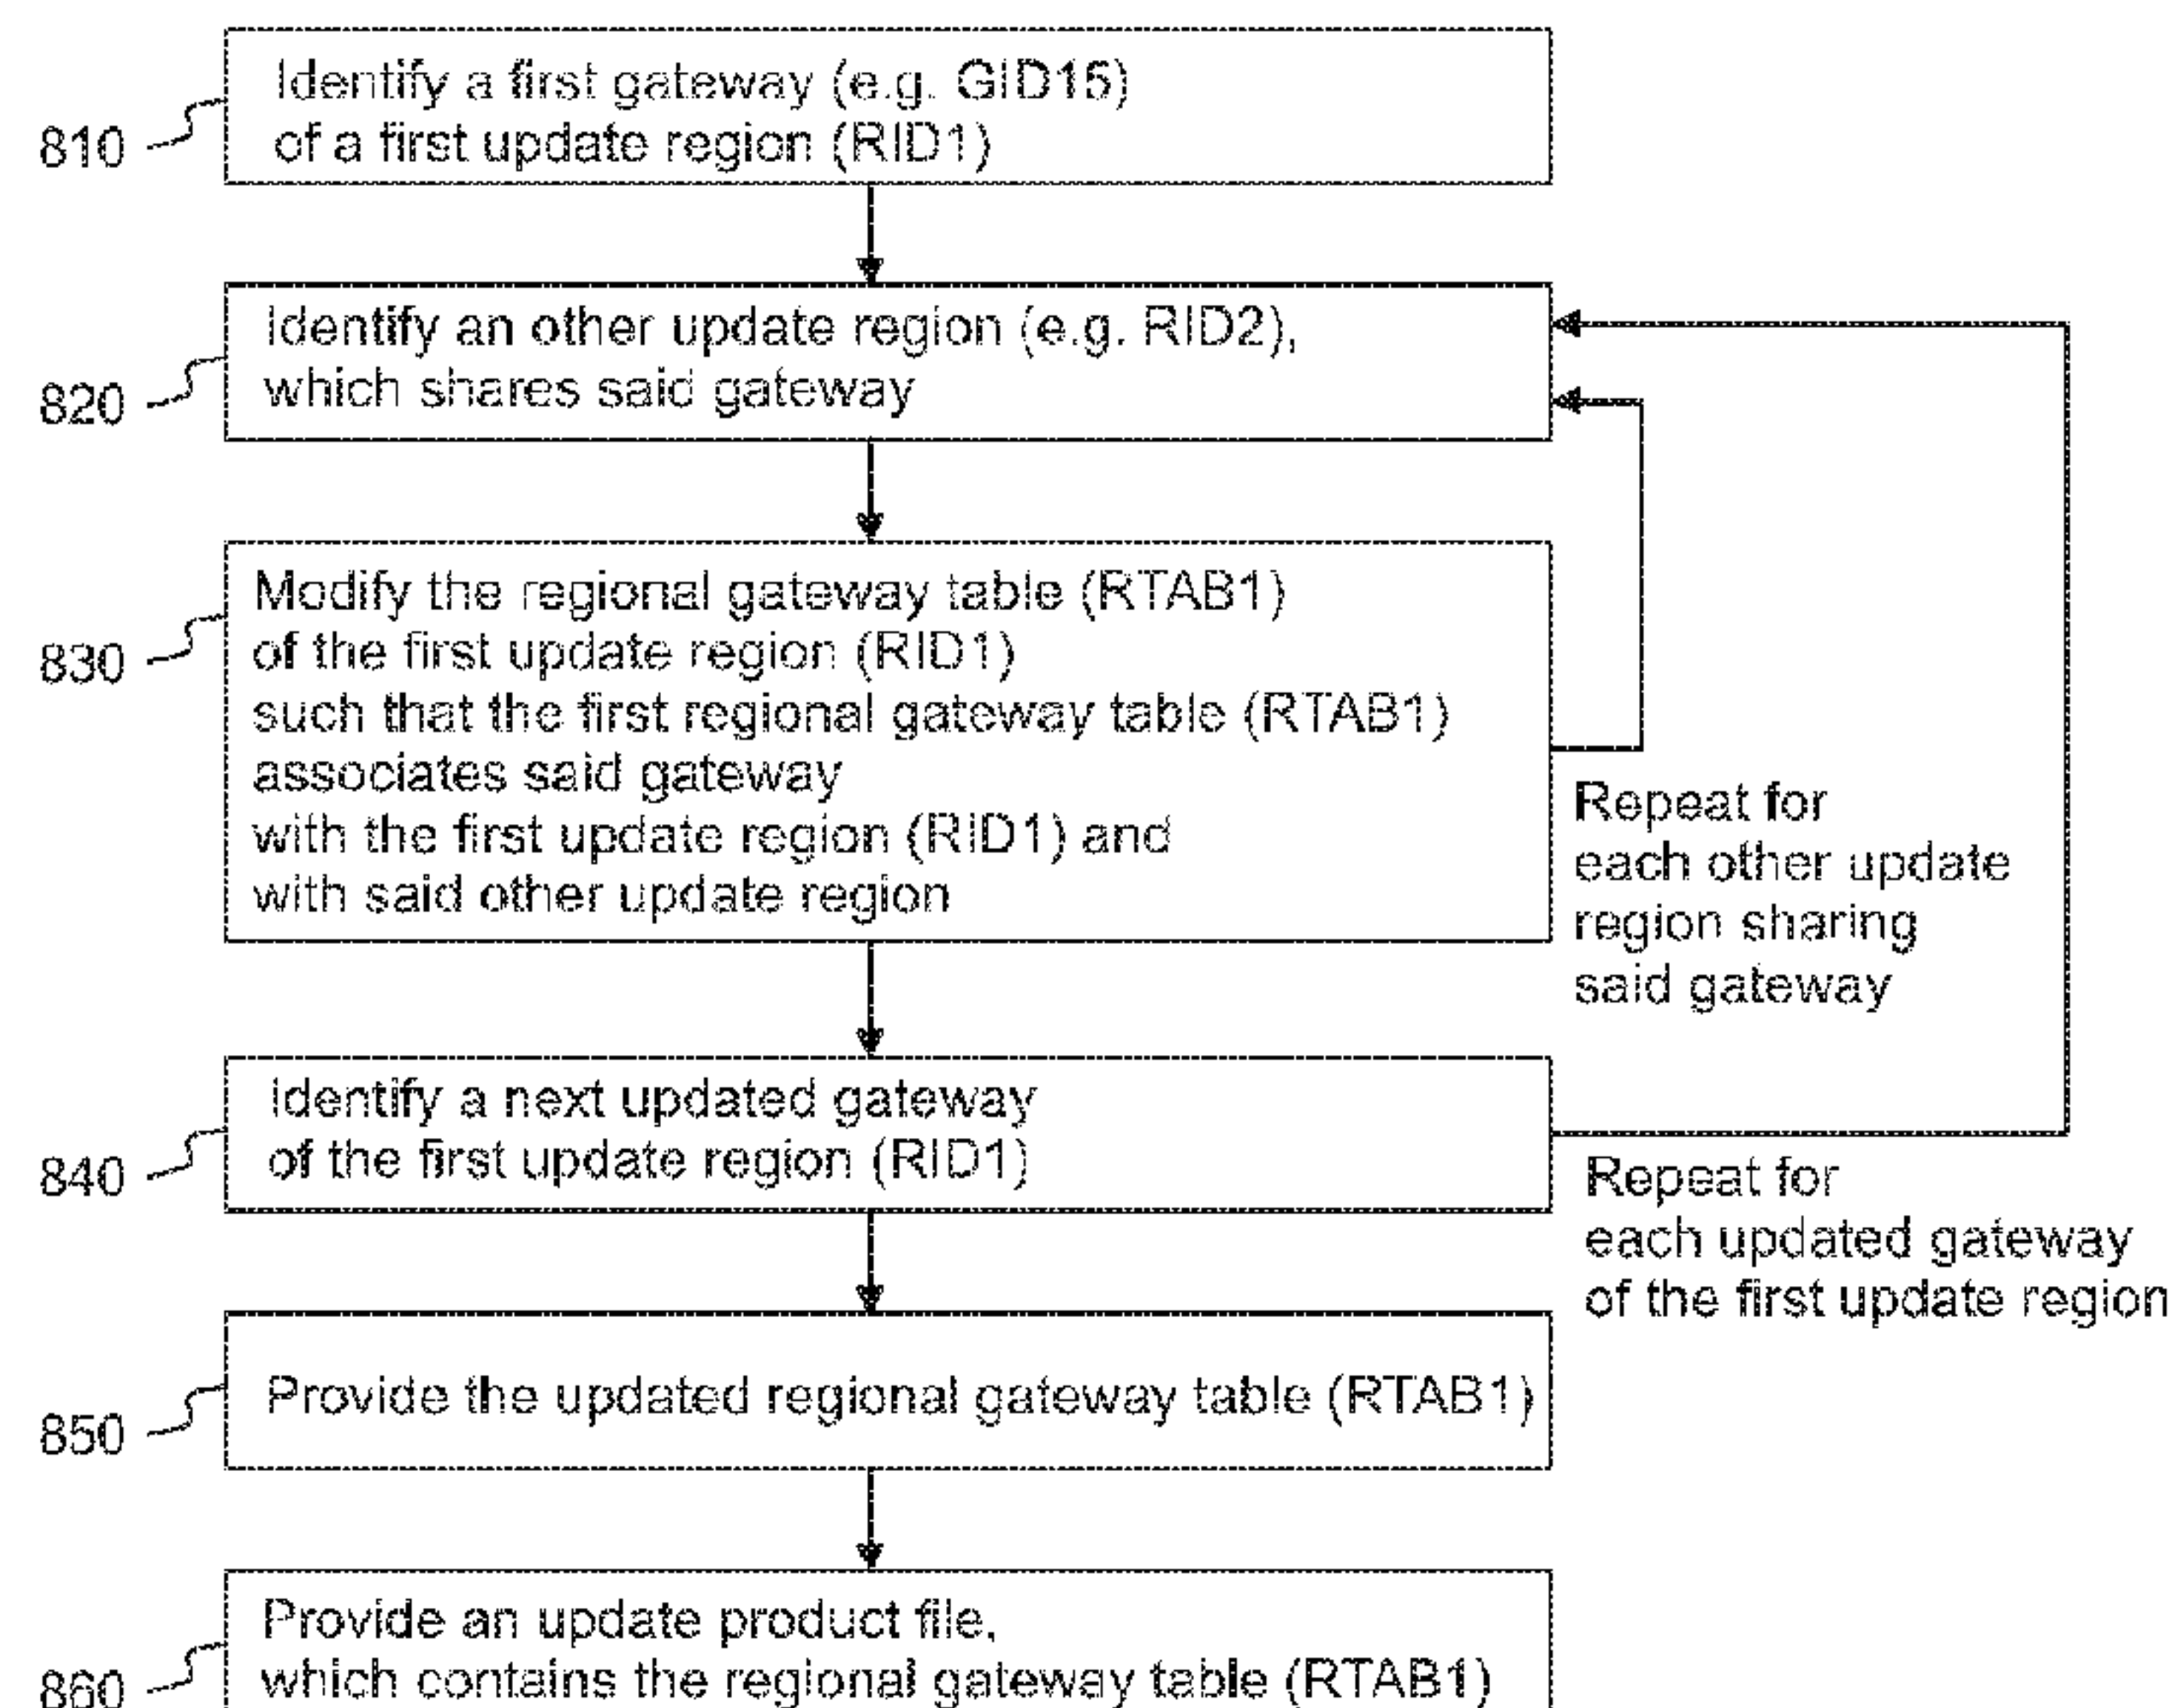 810
Identify a first gateway (e.g. GID15)
of a first update region (RID1)
820
Identify an other update region (e.g. RID2),
which shares said gateway
830
Modify the regional gateway table (RTAB1)
of the first update region (RID1)
such that the first regional gateway table (RTAB1)
associates said gateway
with the first update region (RID1) and
with said other update region
Repeat for
each other update
region sharing
said gateway
840
Identify a next updated gateway
of the first update region (RID1)
Repeat for
each updated gateway
of the first update region
850
Provide the updated regional gateway table (RTAB1)
860
Provide an update product file,
which contains the regional gateway table (RTAB1)